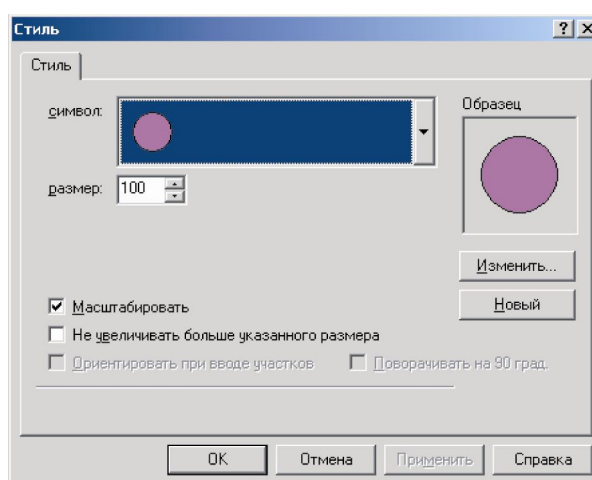 Стиль
Стиль
символ:
Образец
размер: 100
Изменить...
Новый
Масштабировать
Не увеличивать больше указанного размера
Ориентировать при вводе участков Поворачивать на 90 град.
ОК Отмена Применить Справка